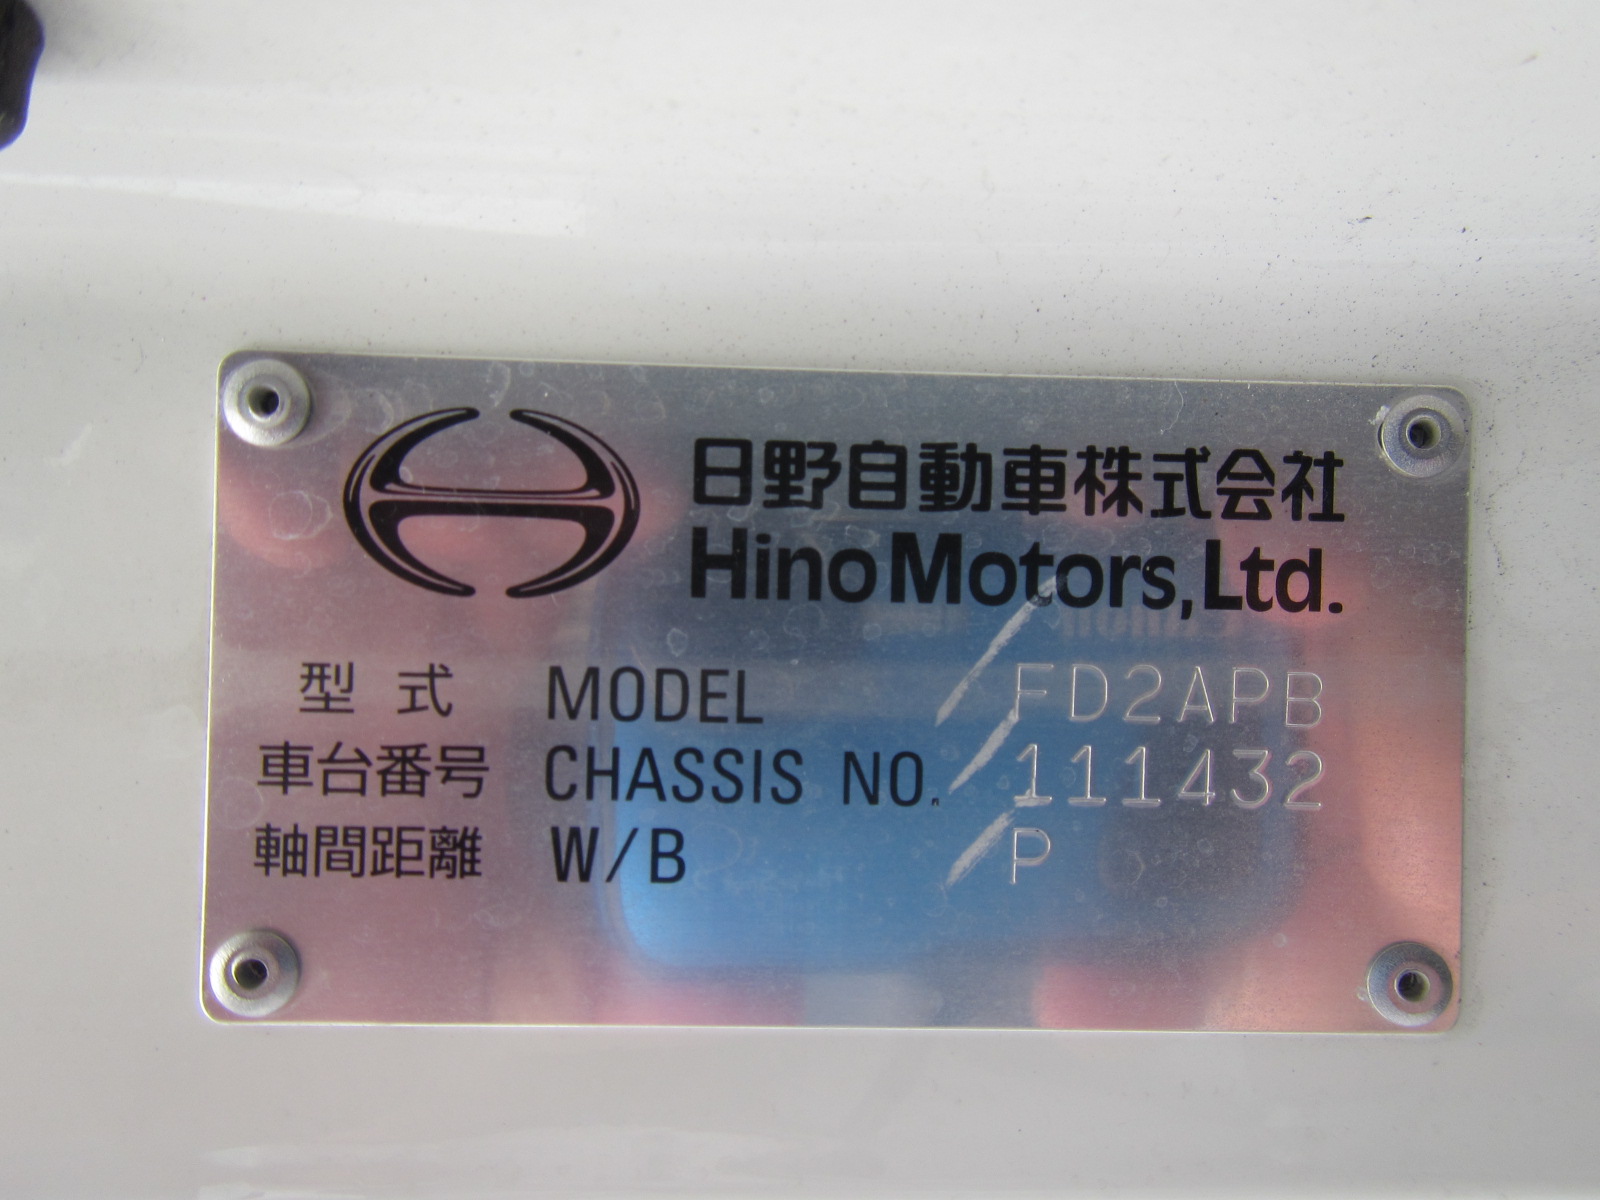 日野自動車株式会社
Hino Motors, Ltd.
型式 MODEL FD2APB
車台番号 CHASSIS NO. 111432
軸間距離 W/B P